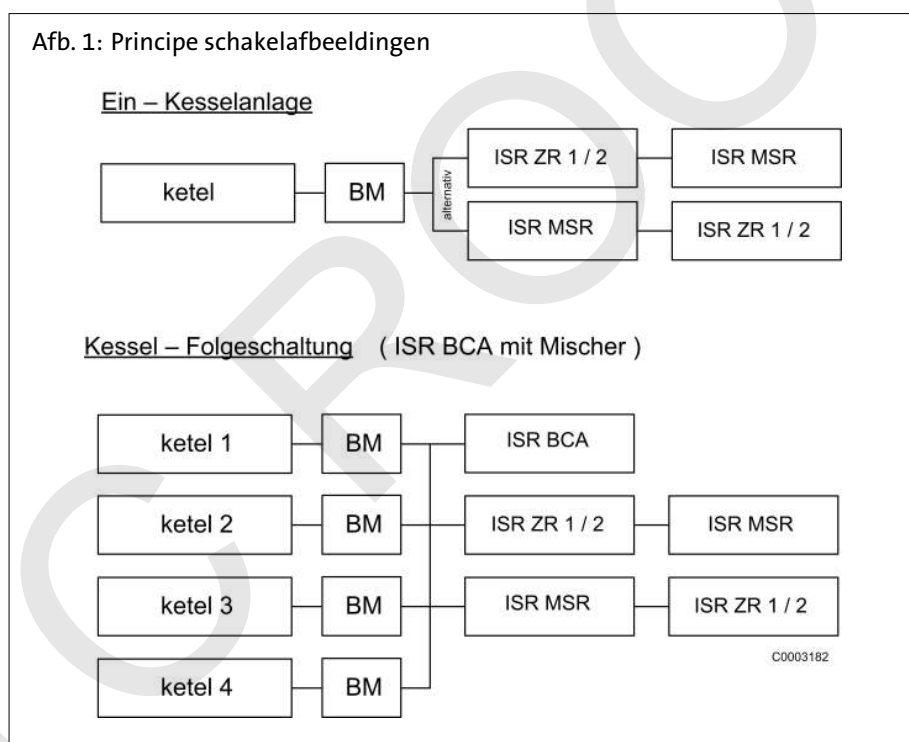 Afb. 1: Principe schakelafbeeldingen
Ein – Kesselanlage
ketel
BM
alternativ
ISR ZR 1 / 2
ISR MSR
ISR MSR
ISR ZR 1 / 2
Kessel – Folgeschaltung ( ISR BCA mit Mischer )
ketel 1
BM
ISR BCA
ketel 2
BM
ISR ZR 1 / 2
ISR MSR
ketel 3
BM
ISR MSR
ISR ZR 1 / 2
C0003182
ketel 4
BM
C ROO